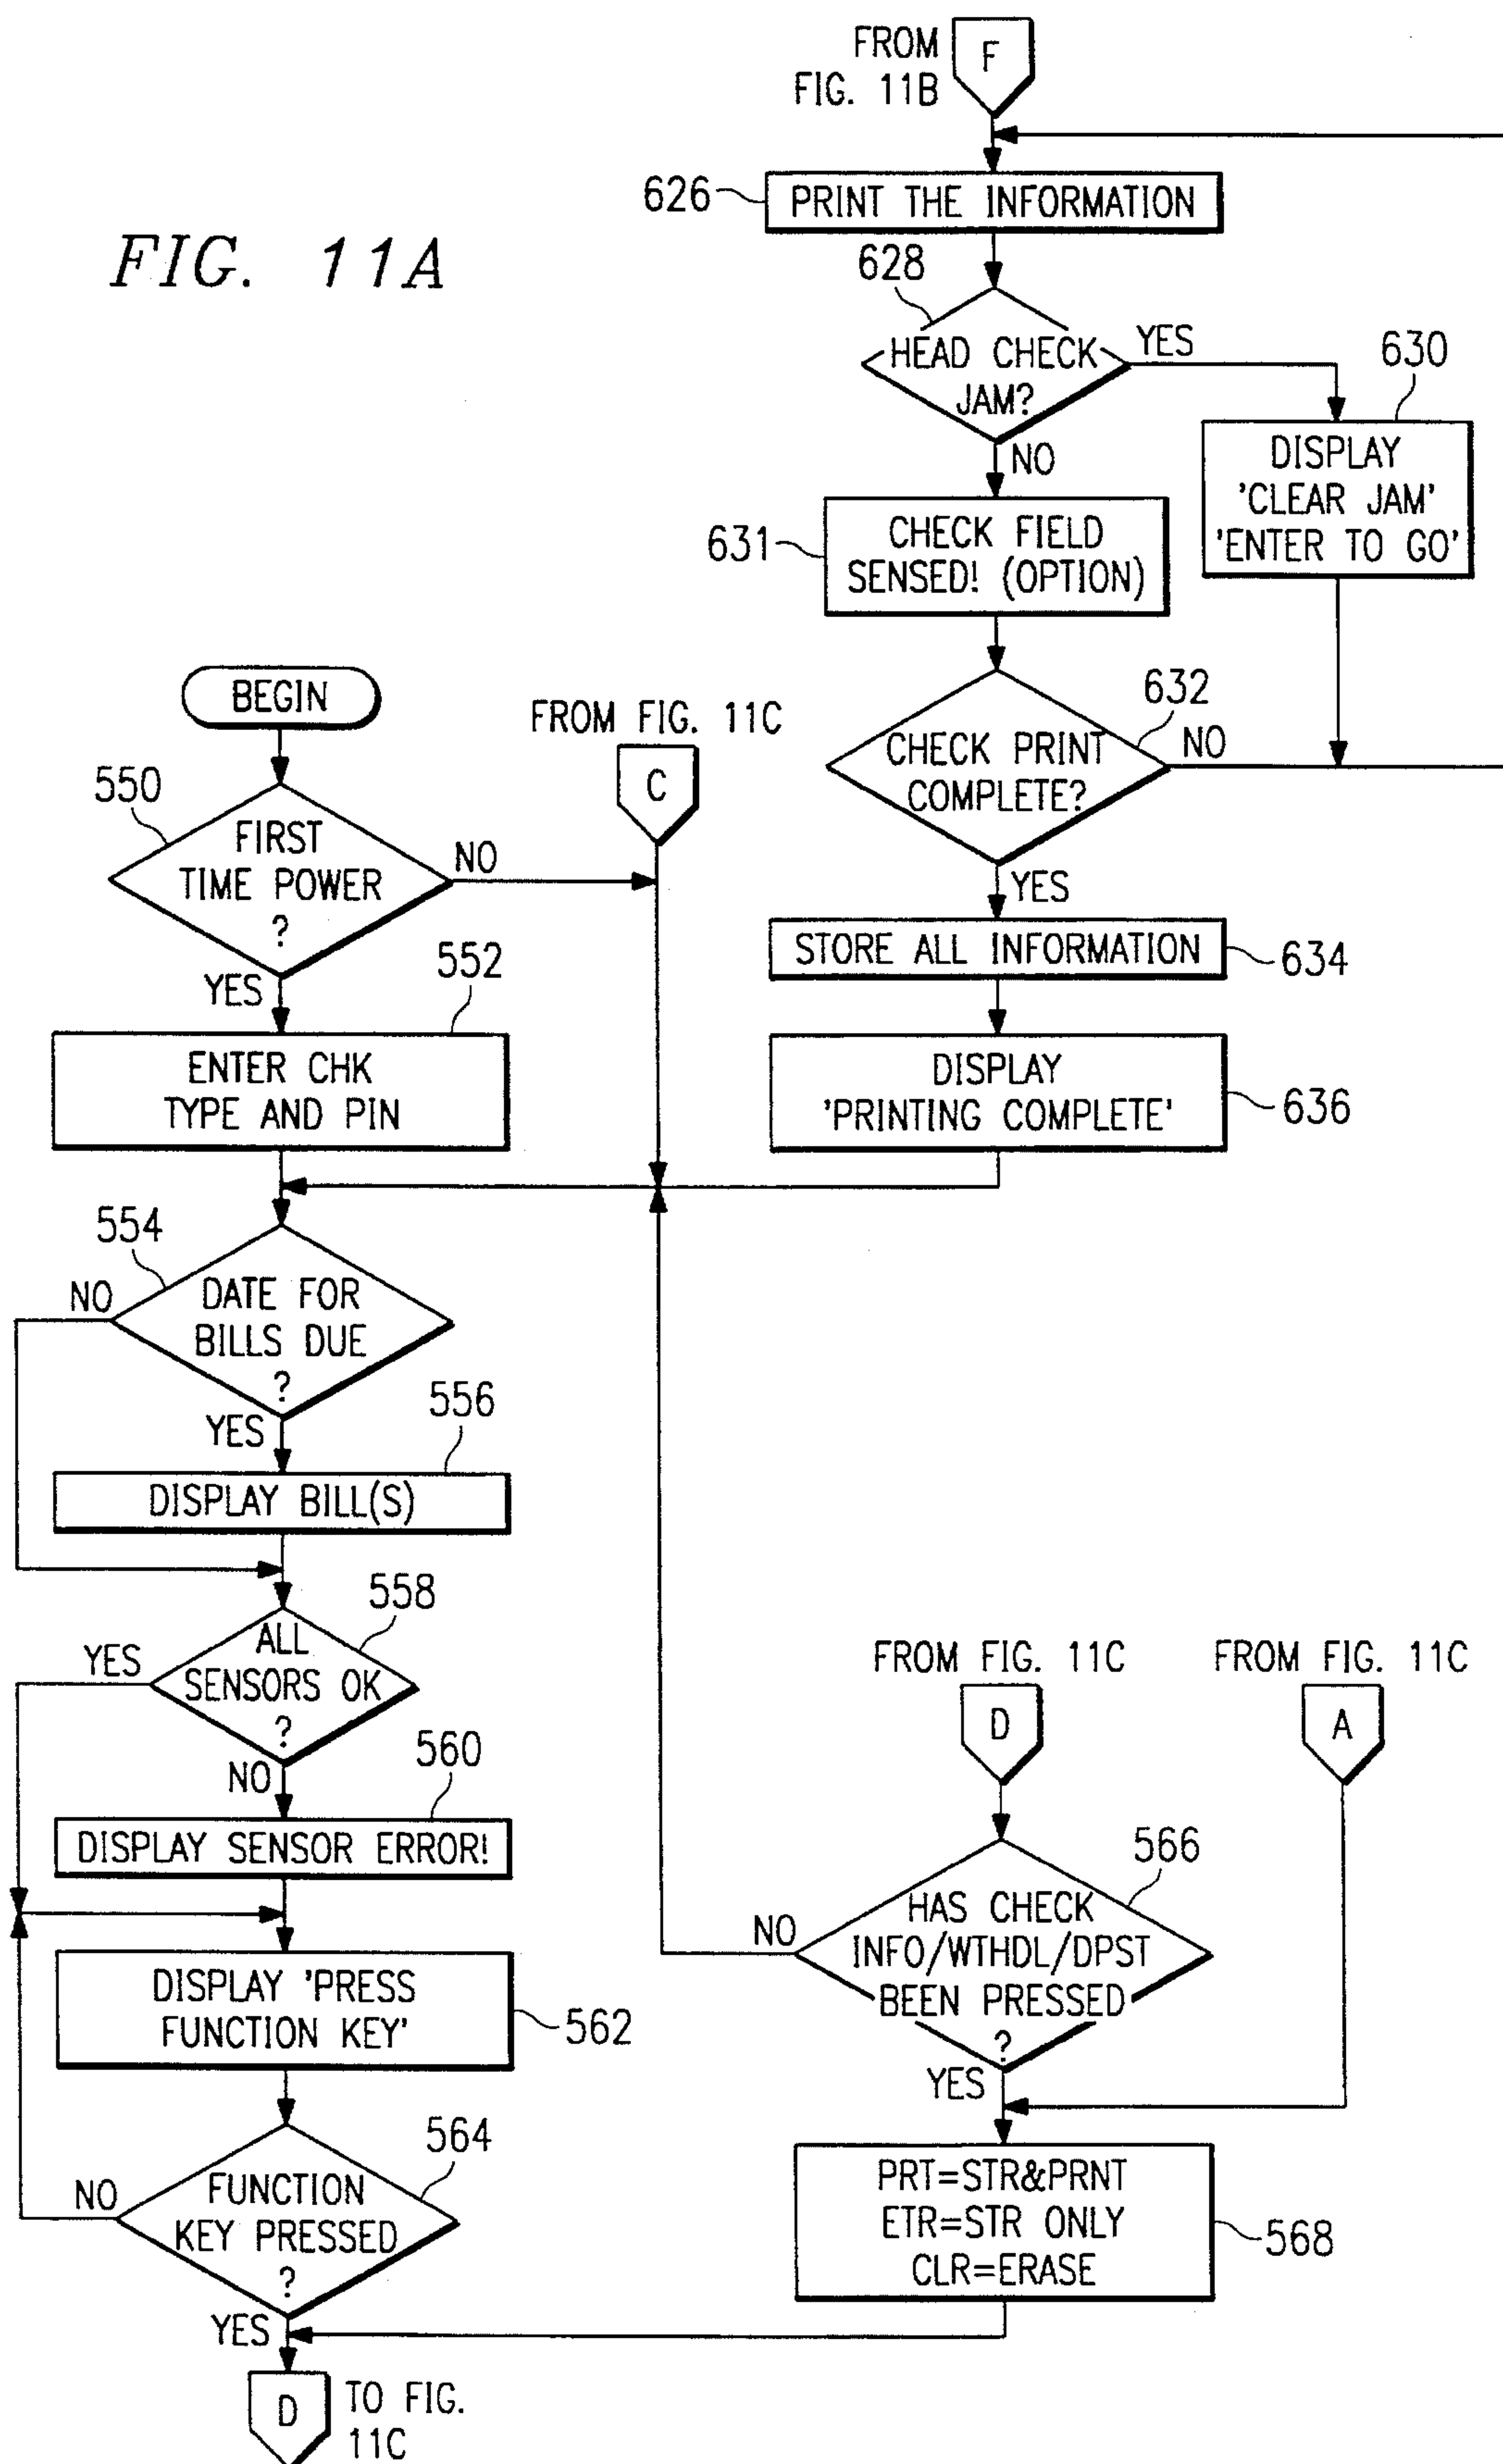 FIG. 11A
FROM
FIG. 11B
F
626
PRINT THE INFORMATION
628
HEAD CHECK
JAM?
YES
NO
630
DISPLAY
'CLEAR JAM'
'ENTER TO GO'
631
CHECK FIELD
SENSED! (OPTION)
632
CHECK PRINT
COMPLETE?
NO
YES
STORE ALL INFORMATION
634
DISPLAY
'PRINTING COMPLETE'
636
BEGIN
FROM FIG. 11C
C
550
FIRST
TIME POWER
?
NO
YES
552
ENTER CHK
TYPE AND PIN
554
DATE FOR
BILLS DUE
?
NO
YES
556
DISPLAY BILL(S)
558
ALL
SENSORS OK
?
YES
NO
560
DISPLAY SENSOR ERROR!
DISPLAY 'PRESS
FUNCTION KEY'
562
564
FUNCTION
KEY PRESSED
?
NO
YES
D
TO FIG.
11C
FROM FIG. 11C
D
FROM FIG. 11C
A
566
HAS CHECK
INFO/WTHDL/DPST
BEEN PRESSED
?
NO
YES
PRT=STR&PRNT
ETR=STR ONLY
CLR=ERASE
568